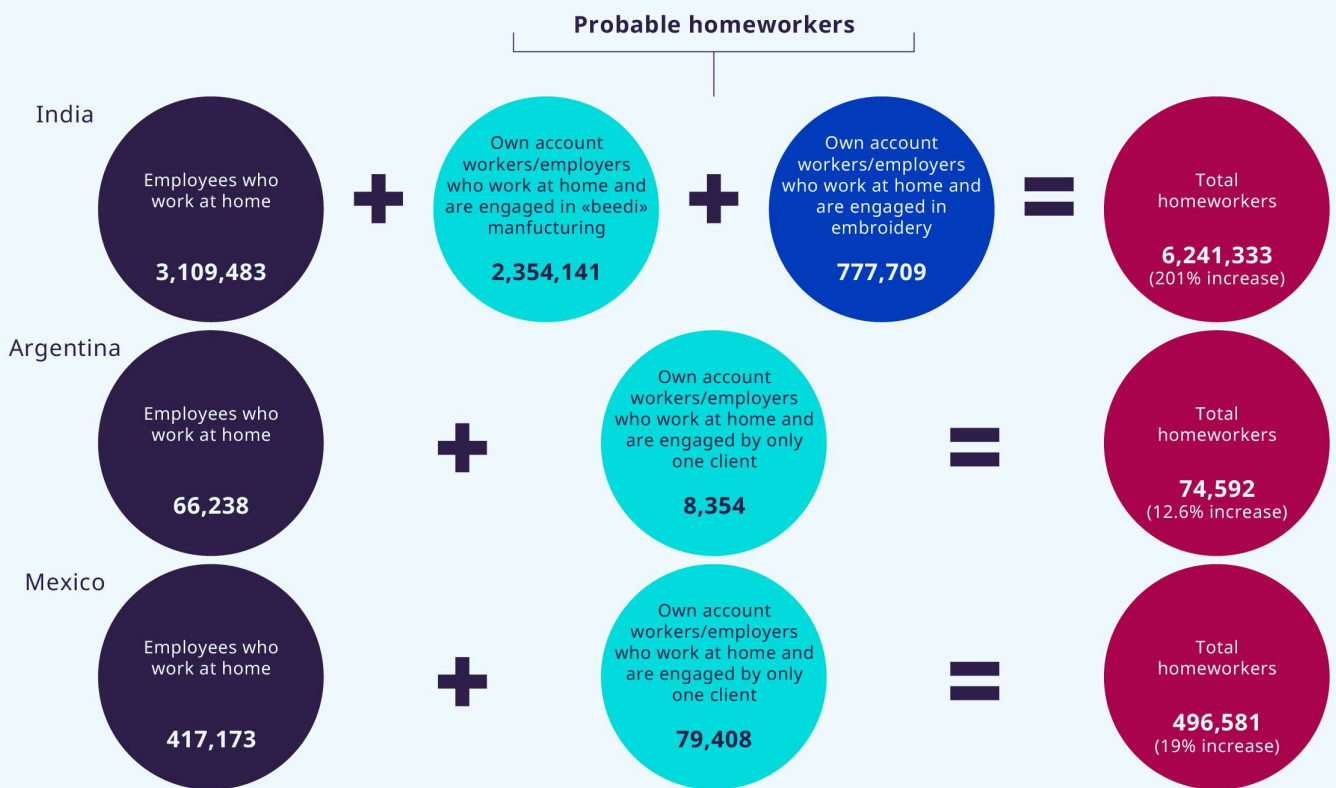 Probable homeworkers
India
Employees who
work at home
3,109,483
Own account
workers/employers
who work at home and
are engaged in «beedi»
manfucturing
2,354,141
Own account
workers/employers
who work at home and
are engaged in
embroidery
777,709
Total
homeworkers
6,241,333
(201% increase)
Argentina
Employees who
work at home
66,238
Own account
workers/employers
who work at home and
are engaged by only
one client
8,354
Total
homeworkers
74,592
(12.6% increase)
Mexico
Employees who
work at home
417,173
Own account
workers/employers
who work at home and
are engaged by only
one client
79,408
Total
homeworkers
496,581
(19% increase)